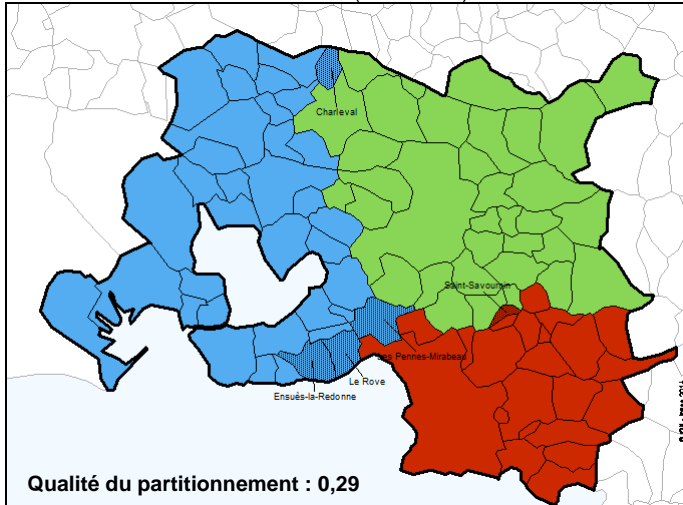 Charleval
Saint-Savournin
Les Pennes-Mirabeau
Le Rove
Ensuès-la-Redonne
Qualité du partitionnement : 0,29